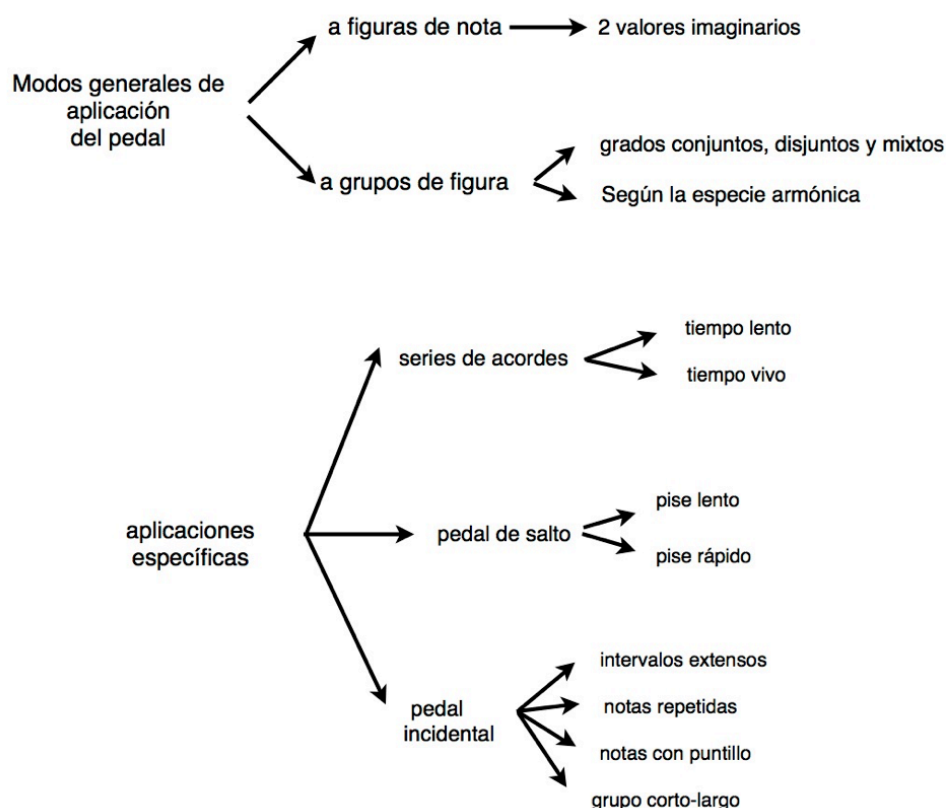 a figuras de nota
2 valores imaginarios
Modos generales de
aplicación
del pedal
grados conjuntos, disjuntos y mixtos
a grupos de figura
Según la especie armónica
tiempo lento
series de acordes
tiempo vivo
pise lento
aplicaciones
específicas
pedal de salto
pise rápido
intervalos extensos
pedal
incidental
notas repetidas
notas con puntillo
grupo corto-largo